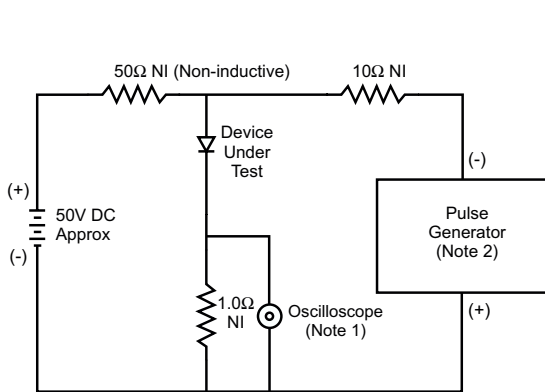 50Ω NI (Non-inductive)
10Ω NI
Device
Under
Test
(+)
50V DC
Approx
(-)
(-)
Pulse
Generator
(Note 2)
(+)
1.0Ω
NI
Oscilloscope
(Note 1)